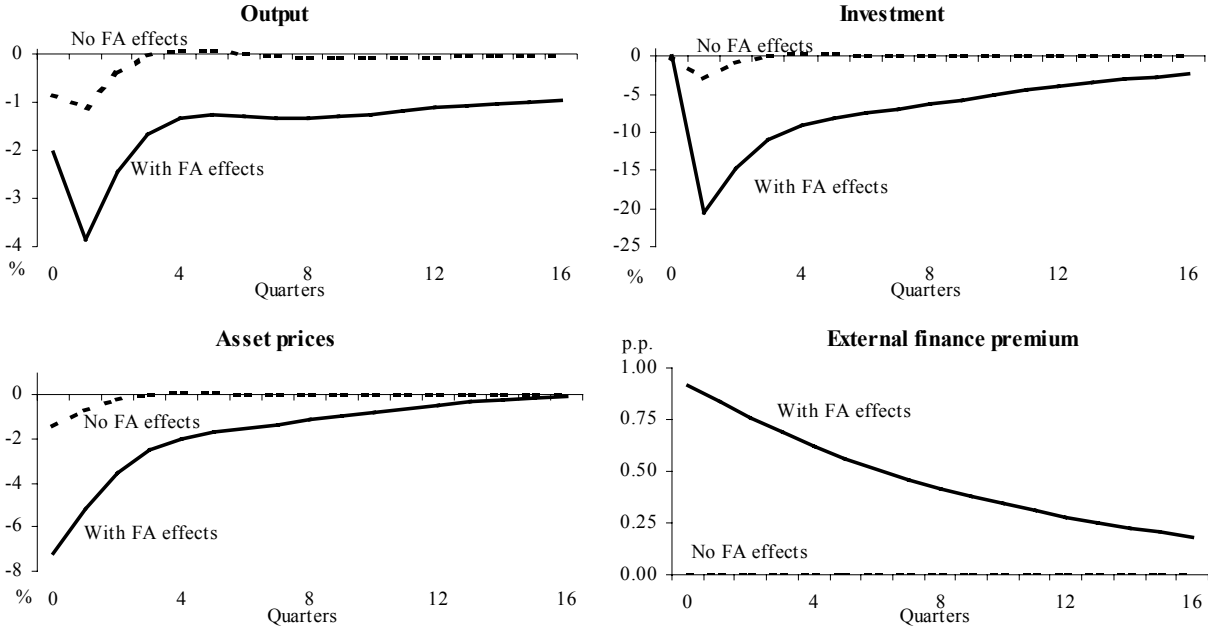 Output
No FA effects
With FA effects
0
-1
-2
-3
-4
%
0 4 8 12 16
Quarters
Investment
No FA effects
With FA effects
0
-5
-10
-15
-20
-25
%
0 4 8 12 16
Quarters
Asset prices
No FA effects
With FA effects
0
-2
-4
-6
-8
%
0 4 8 12 16
Quarters
External finance premium
p.p.
1.00
0.75
0.50
0.25
0.00
With FA effects
No FA effects
0 4 8 12 16
Quarters